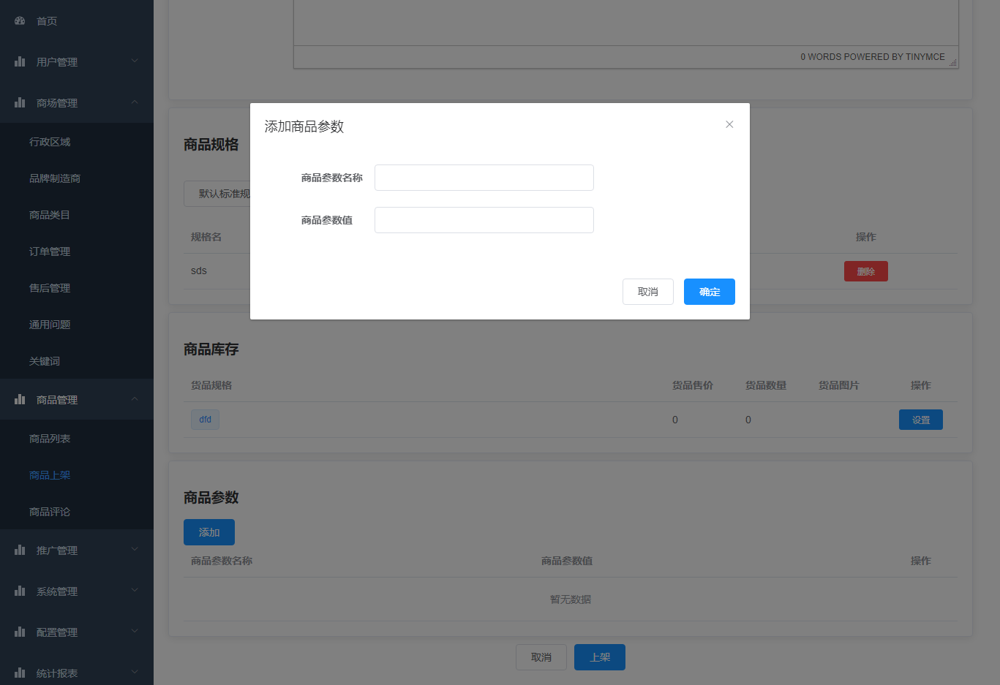 首页
用户管理
商场管理
行政区域
品牌制造商
商品类目
订单管理
售后管理
通用问题
关键词
商品管理
商品列表
商品上架
商品评论
推广管理
系统管理
配置管理
统计报表
0 WORDS POWERED BY TINYMCE
添加商品参数
商品参数名称
商品参数值
取消 确定
商品规格
默认标准规
规格名 操作
sds 删除
商品库存
货品规格 货品售价 货品数量 货品图片 操作
dfd 0 0 设置
商品参数
添加
商品参数名称 商品参数值 操作
暂无数据
取消 上架